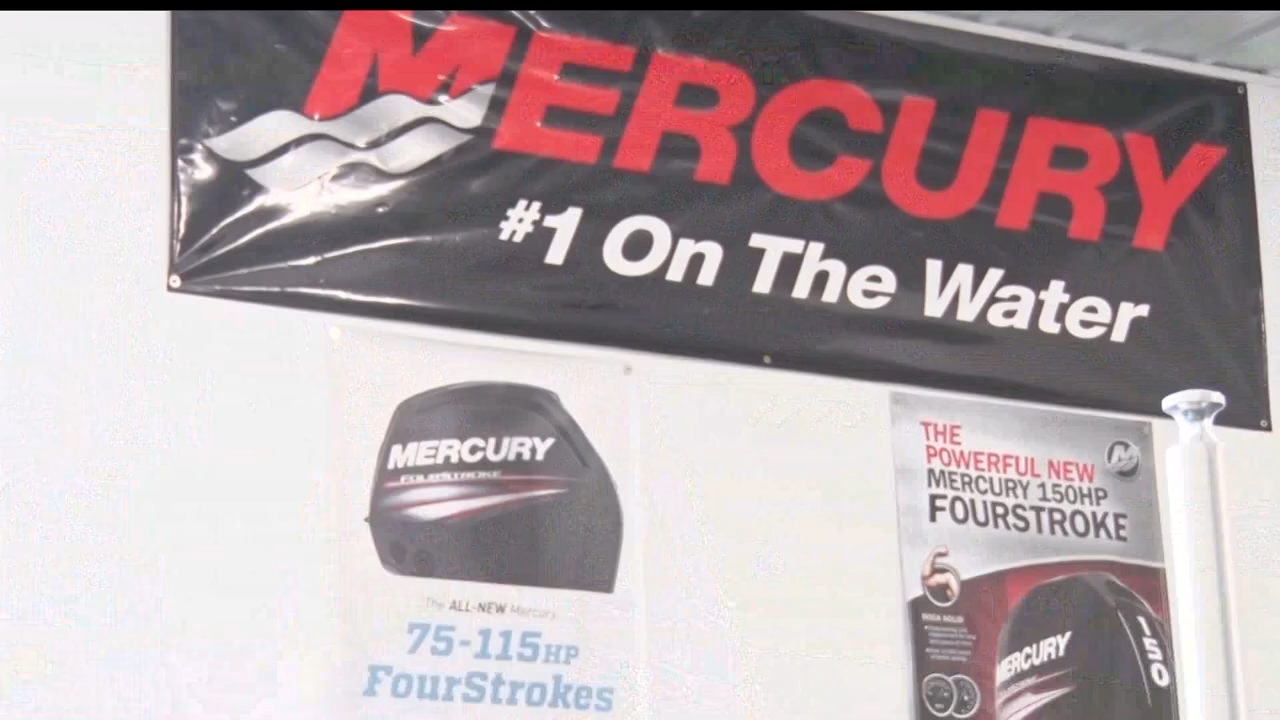 MERCURY
#1 On The Water
MERCURY
FOURSTROKE
The ALL-NEW Mercury
75-115HP
FourStrokes
THE
POWERFUL NEW
MERCURY 150HP
FOURSTROKE
MERCURY
150